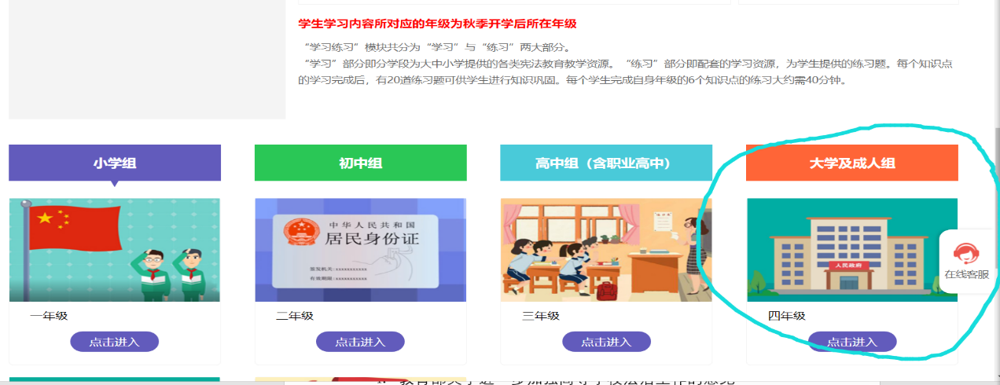 学生学习内容所对应的年级为秋季开学后所在年级
“学习练习”模块共分为“学习”与“练习”两大部分。
“学习”部分即分学段为大中小学提供的各类宪法教育教学资源。“练习”部分即配套的学习资源，为学生提供的练习题。每个知识点
的学习完成后，有20道练习题可供学生进行知识巩固。每个学生完成自身年级的6个知识点的练习大约需40分钟。
小学组
初中组
高中组（含职业高中）
大学及成人组
中华人民共和国
居民身份证
签发机关：xxxxxxxxxxx
有效期限：xxxxxxxxxxx
人民政府
在线客服
一年级
二年级
三年级
四年级
点击进入
点击进入
点击进入
点击进入